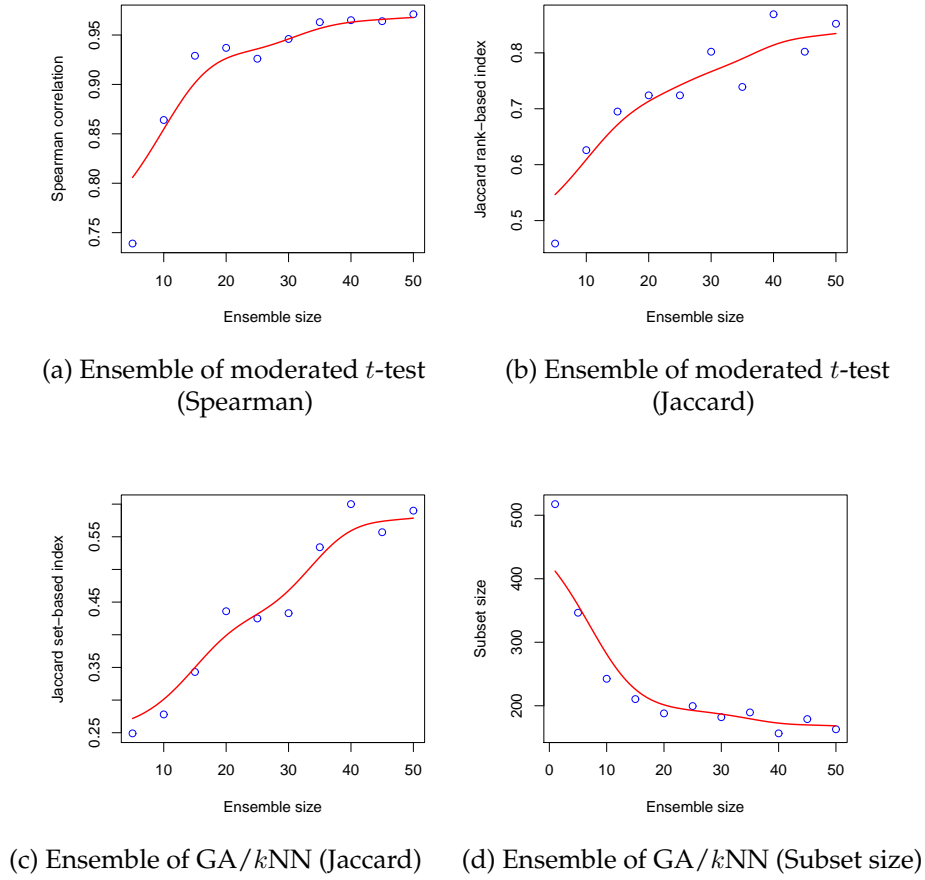 0.95
0.90
0.85
0.80
0.75
Spearman correlation
10 20 30 40 50
Ensemble size
0.8
0.7
0.6
0.5
Jaccard rank−based index
10 20 30 40 50
Ensemble size
(a) Ensemble of moderated t-test
(Spearman)
(b) Ensemble of moderated t-test
(Jaccard)
0.55
0.45
0.35
0.25
Jaccard set−based index
10 20 30 40 50
Ensemble size
500
400
300
200
Subset size
0 10 20 30 40 50
Ensemble size
(c) Ensemble of GA/kNN (Jaccard)
(d) Ensemble of GA/kNN (Subset size)